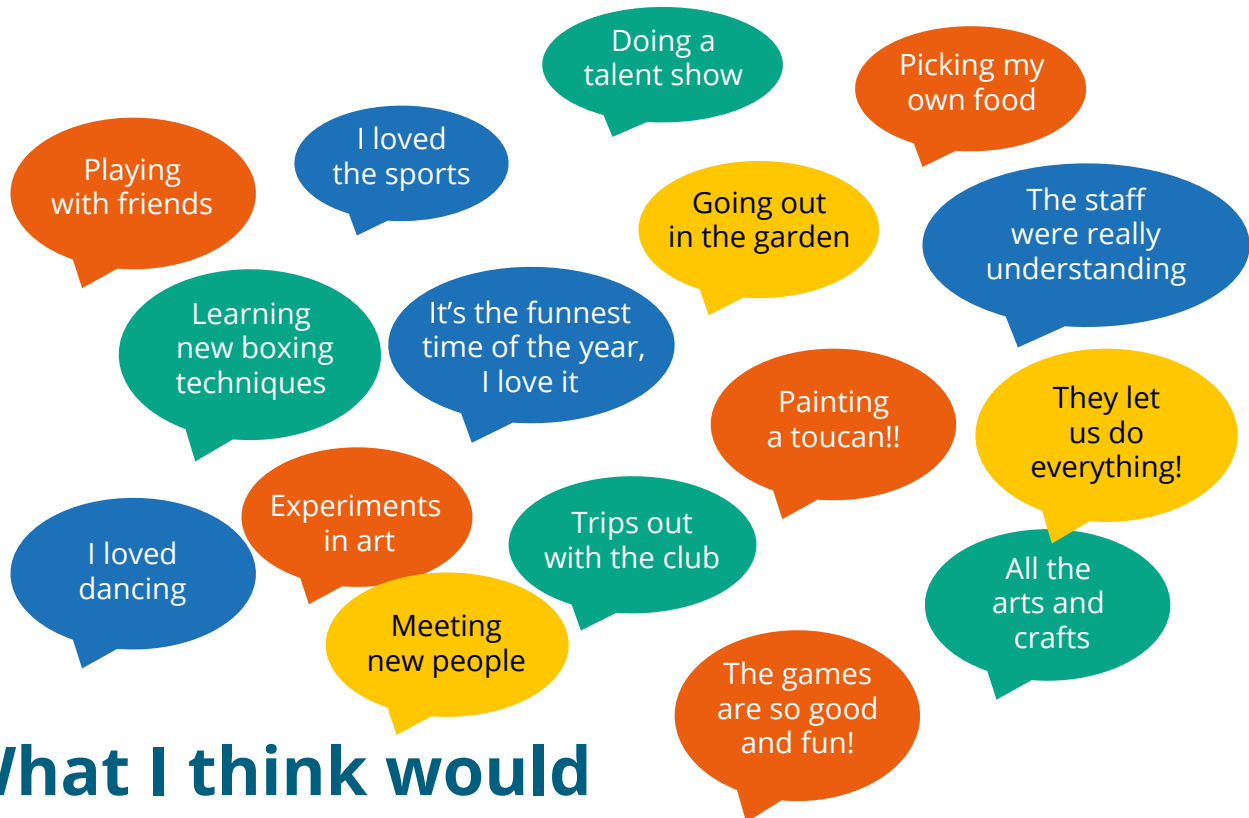 Doing a
talent show
Picking my
own food
I loved
the sports
Playing
with friends
Going out
in the garden
The staff
were really
understanding
Learning
new boxing
techniques
It's the funnest
time of the year,
I love it
Painting
a toucan!!
They let
us do
everything!
Experiments
in art
Trips out
with the club
I loved
dancing
All the
arts and
crafts
Meeting
new people
The games
are so good
and fun!
What I think would